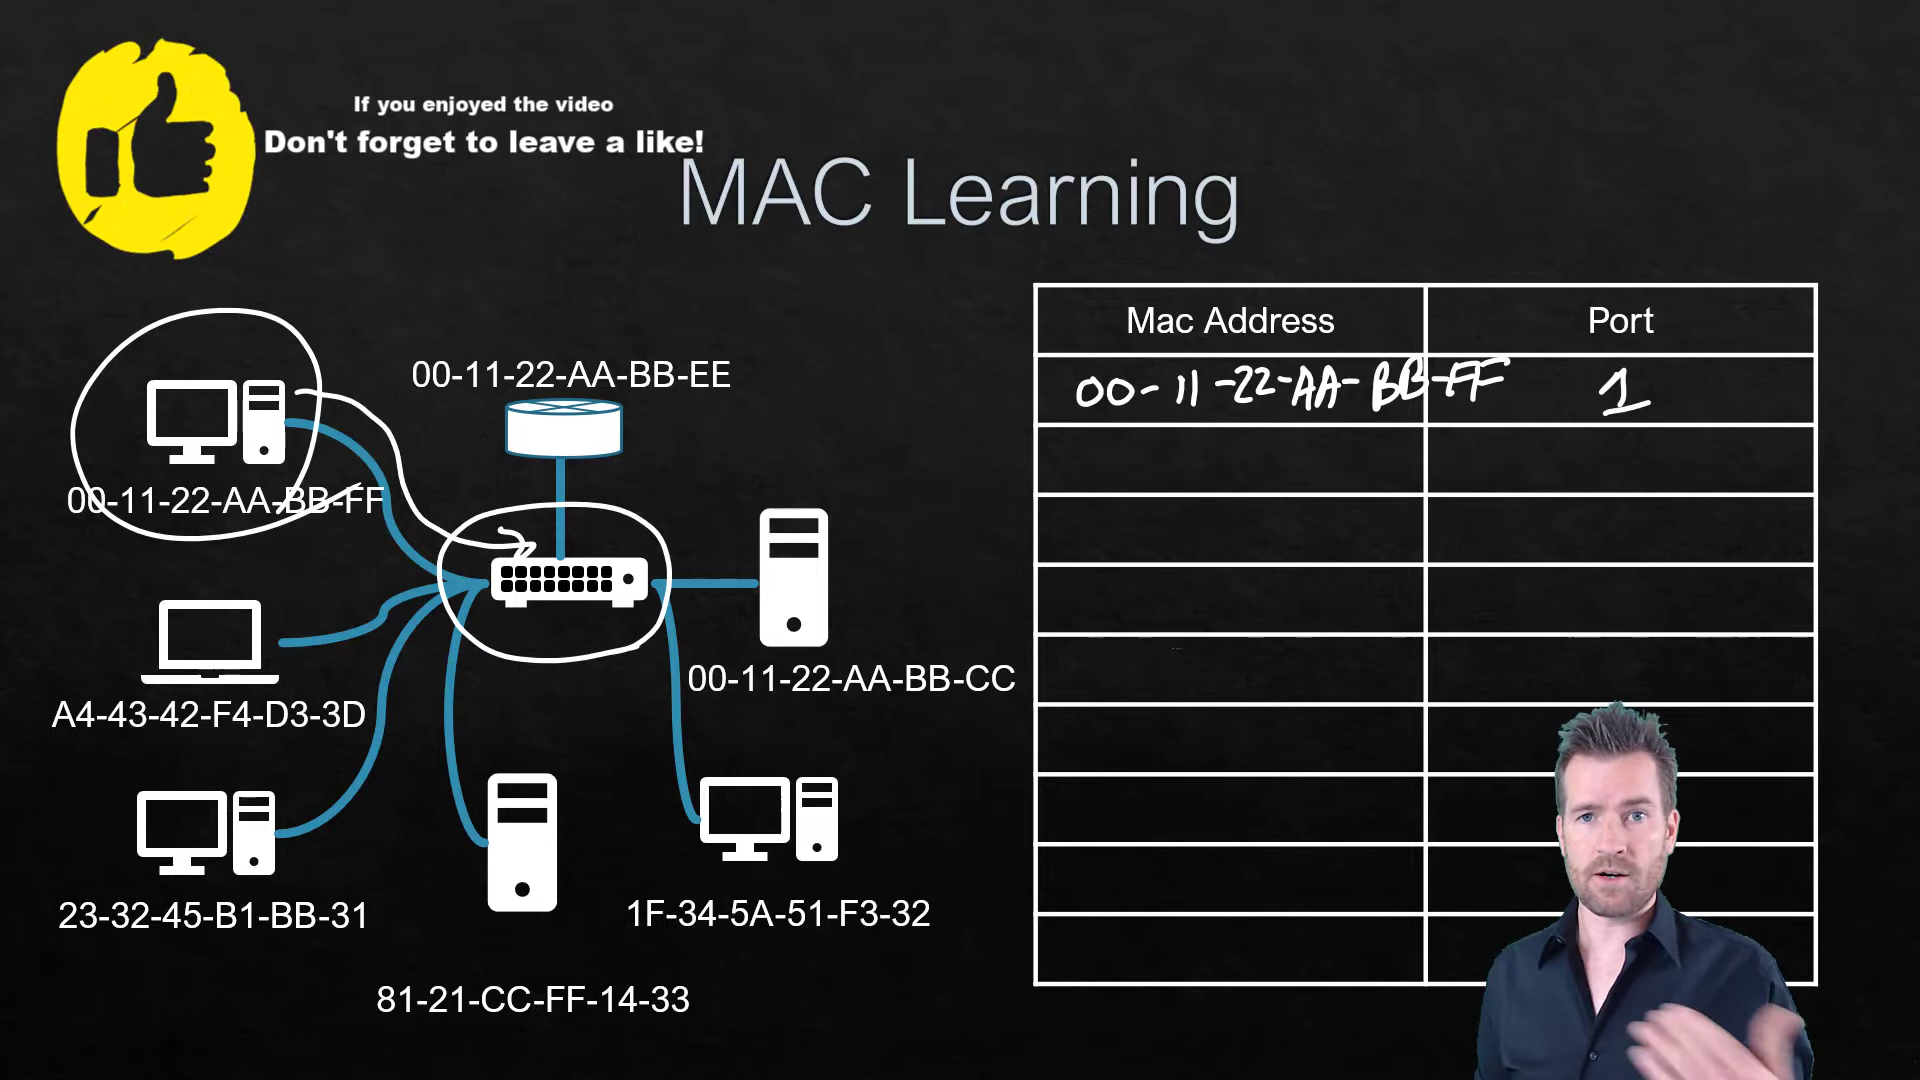 If you enjoyed the video
Don't forget to leave a like!
MAC Learning
Mac Address Port
00-11-22-AA-BB-FF 1
00-11-22-AA-BB-EE
00-11-22-AA-BB-FF
00-11-22-AA-BB-CC
A4-43-42-F4-D3-3D
23-32-45-B1-BB-31
1F-34-5A-51-F3-32
81-21-CC-FF-14-33